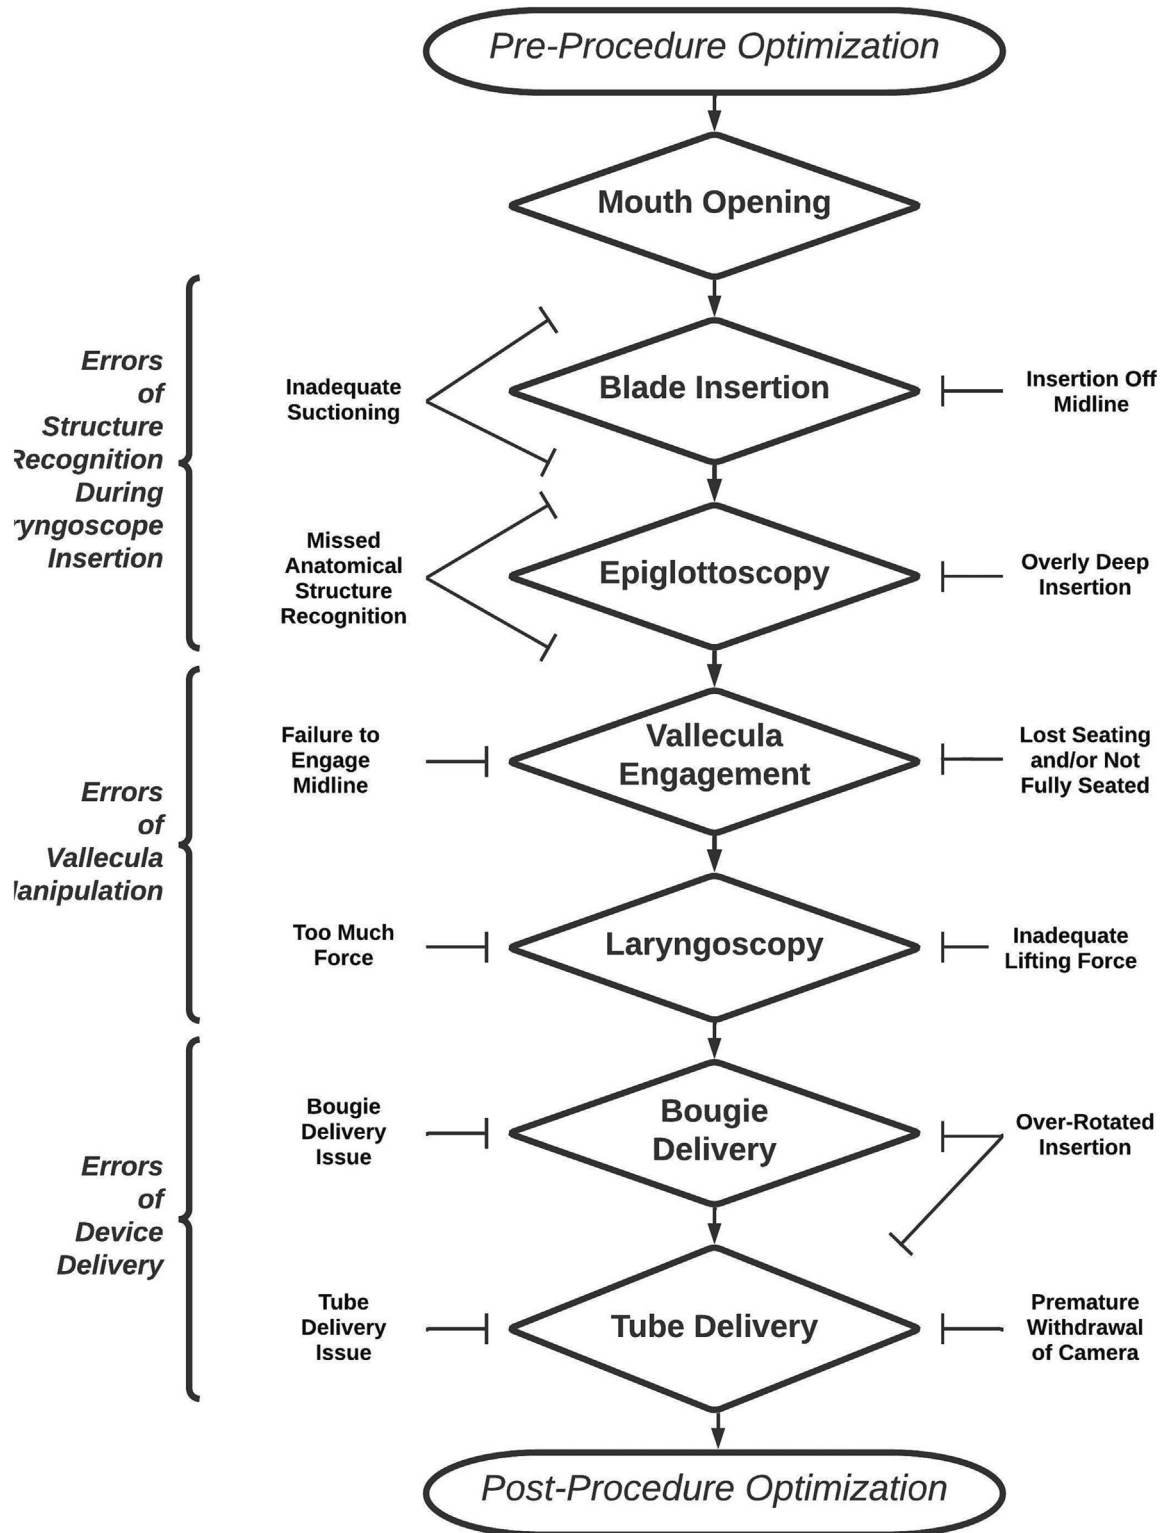 Pre-Procedure Optimization
Mouth Opening
Errors
of
Structure
Recognition
During
ryngoscope
Insertion
Inadequate
Suctioning
Blade Insertion
Insertion Off
Midline
Missed
Anatomical
Structure
Recognition
Epiglottoscopy
Overly Deep
Insertion
Errors
of
Vallecula
anipulation
Failure to
Engage
Midline
Vallecula
Engagement
Lost Seating
and/or Not
Fully Seated
Too Much
Force
Laryngoscopy
Inadequate
Lifting Force
Errors
of
Device
Delivery
Bougie
Delivery
Issue
Bougie
Delivery
Over-Rotated
Insertion
Tube
Delivery
Issue
Tube Delivery
Premature
Withdrawal
of Camera
Post-Procedure Optimization